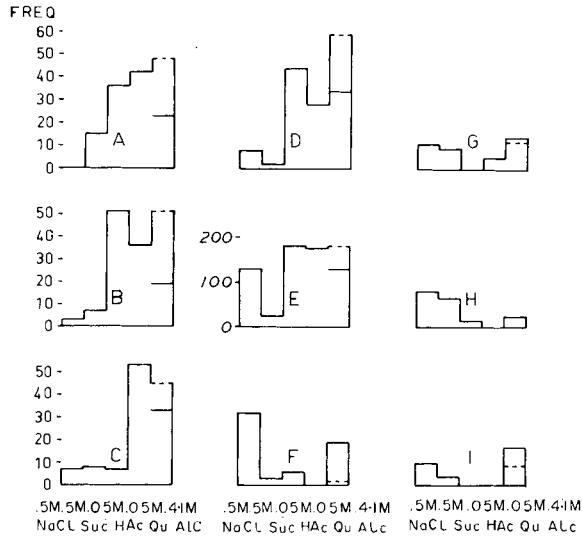 FREQ
60
50
40
30
20
10
0
A
D
G
50
40
30
20
10
0
B
200
100
0
E
H
50
40
30
20
10
0
C
F
I
.5M.5M.05M.05M.4·1M .5M.5M.05M.05M.4·1M .5M.5M.05M.05M.4·1M
NaCl Suc HAc Qu Alc NaCl Suc HAc Qu Alc NaCl Suc HAc Qu Alc